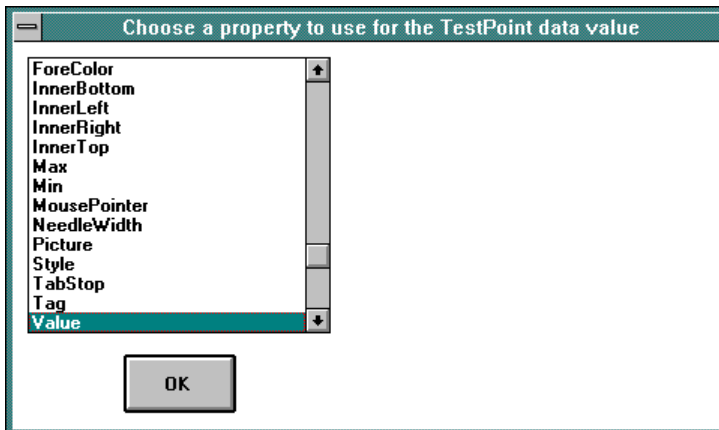 Choose a property to use for the TestPoint data value
ForeColor
InnerBottom
InnerLeft
InnerRight
InnerTop
Max
Min
MousePointer
NeedleWidth
Picture
Style
TabStop
Tag
Value
OK